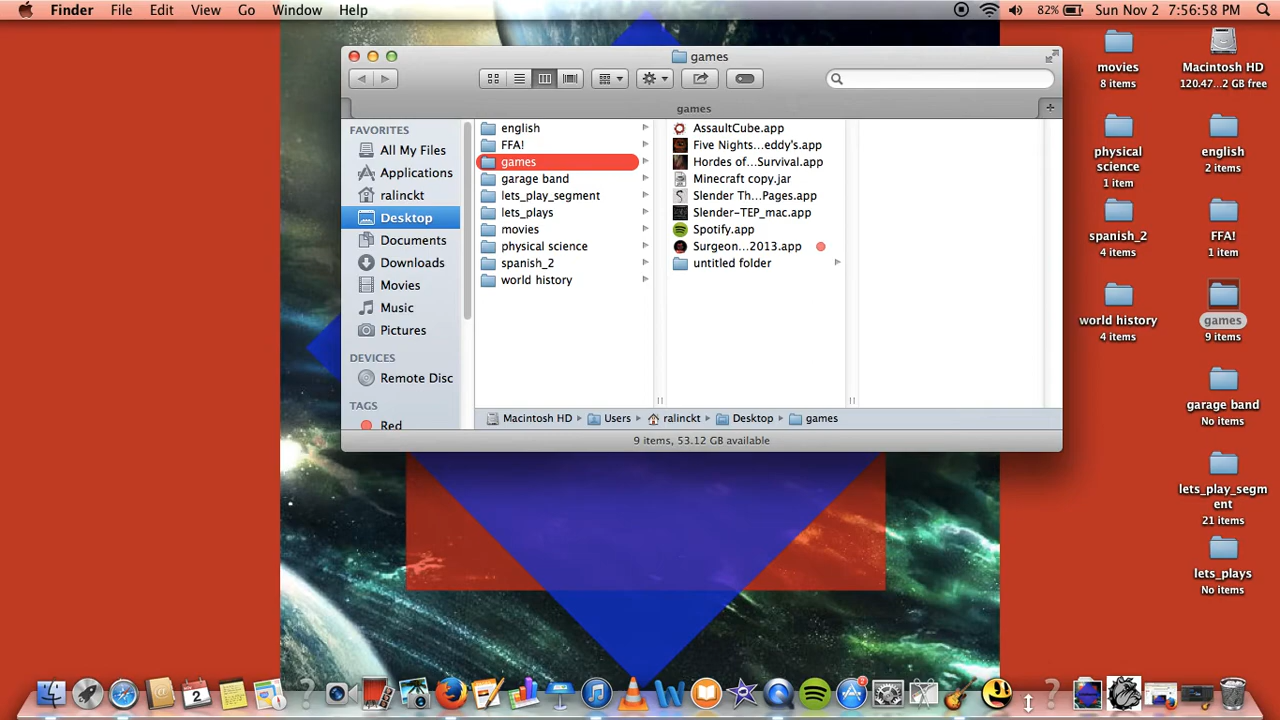 Finder File Edit View Go Window Help 82% Sun Nov 2 7:56:58 PM
games
games
FAVORITES
All My Files
Applications
ralinckt
Desktop
Documents
Downloads
Movies
Music
Pictures
DEVICES
Remote Disc
TAGS
Red
english
FFA!
games
garage band
lets_play_segment
lets_plays
movies
physical science
spanish_2
world history
AssaultCube.app
Five Nights...eddy's.app
Hordes of...Survival.app
Minecraft copy.jar
Slender Th...Pages.app
Slender-TEP_mac.app
Spotify.app
Surgeon...2013.app
untitled folder
Macintosh HD Users ralinckt Desktop games
9 items, 53.12 GB available
movies
8 items
physical
science
1 item
spanish_2
4 items
world history
4 items
Macintosh HD
120.47...2 GB free
english
2 items
FFA!
1 item
games
9 items
garage band
No items
lets_play_segm
ent
21 items
lets_plays
No items
2
2